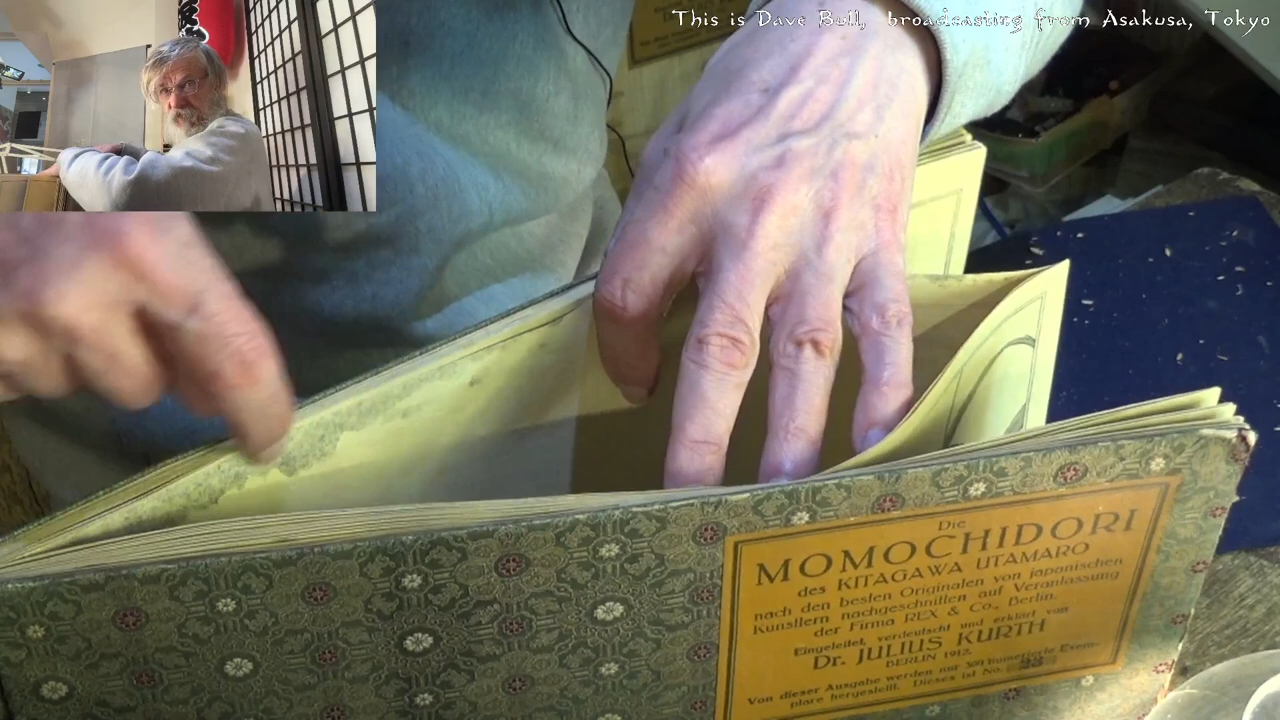 This is Dave Bull, broadcasting from Asakusa, Tokyo
Die
MOMOCHIDORI
des KITAGAWA UTAMARO
nach den besten Originalen von japanischen
Künstlern nachgeschnitten auf Veranlassung
der Firma REX & Co., Berlin.
Eingeleitet, verdeutscht und erklärt von
Dr. JULIUS KURTH
BERLIN 1912.
Von dieser Ausgabe werden nur 300 numerierte Exem-
plare hergestellt. Dieses ist No.